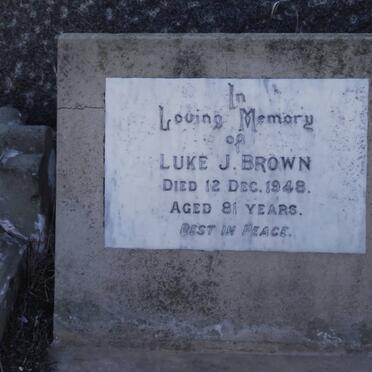 In
Loving Memory
of
LUKE J. BROWN
DIED 12 DEC. 1948.
AGED 81 YEARS.
REST IN PEACE.